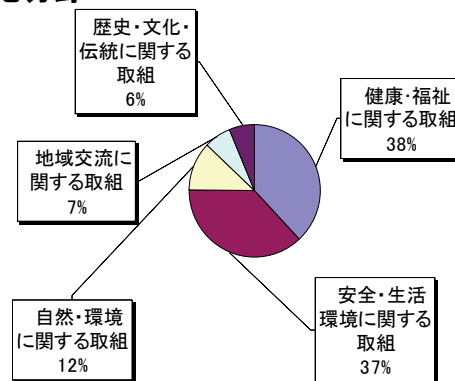 歴史・文化・
伝統に関する
取組
6%
健康・福祉
に関する取組
38%
地域交流に
関する取組
7%
自然・環境
に関する取組
12%
安全・生活
環境に関する
取組
37%